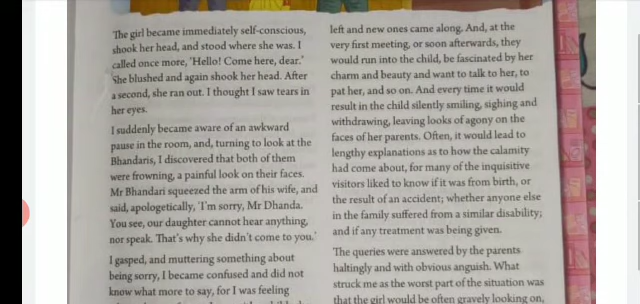 The girl became immediately self-conscious,
shook her head, and stood where she was. I
called once more, 'Hello! Come here, dear.'
She blushed and again shook her head. After
a second, she ran out. I thought I saw tears in
her eyes.
I suddenly became aware of an awkward
pause in the room, and, turning to look at the
Bhandaris, I discovered that both of them
were frowning, a painful look on their faces.
Mr Bhandari squeezed the arm of his wife, and
said, apologetically, 'I'm sorry, Mr Dhanda.
You see, our daughter cannot hear anything,
nor speak. That's why she didn't come to you.'
I gasped, and muttering something about
being sorry, I became confused and did not
know what more to say, for I was feeling
left and new ones came along. And, at the
very first meeting, or soon afterwards, they
would run into the child, be fascinated by her
charm and beauty and want to talk to her, to
pat her, and so on. And every time it would
result in the child silently smiling, sighing and
withdrawing, leaving looks of agony on the
faces of her parents. Often, it would lead to
lengthy explanations as to how the calamity
had come about, for many of the inquisitive
visitors liked to know if it was from birth, or
the result of an accident; whether anyone else
in the family suffered from a similar disability;
and if any treatment was being given.
The queries were answered by the parents
haltingly and with obvious anguish. What
struck me as the worst part of the situation was
that the girl would be often gravely looking on